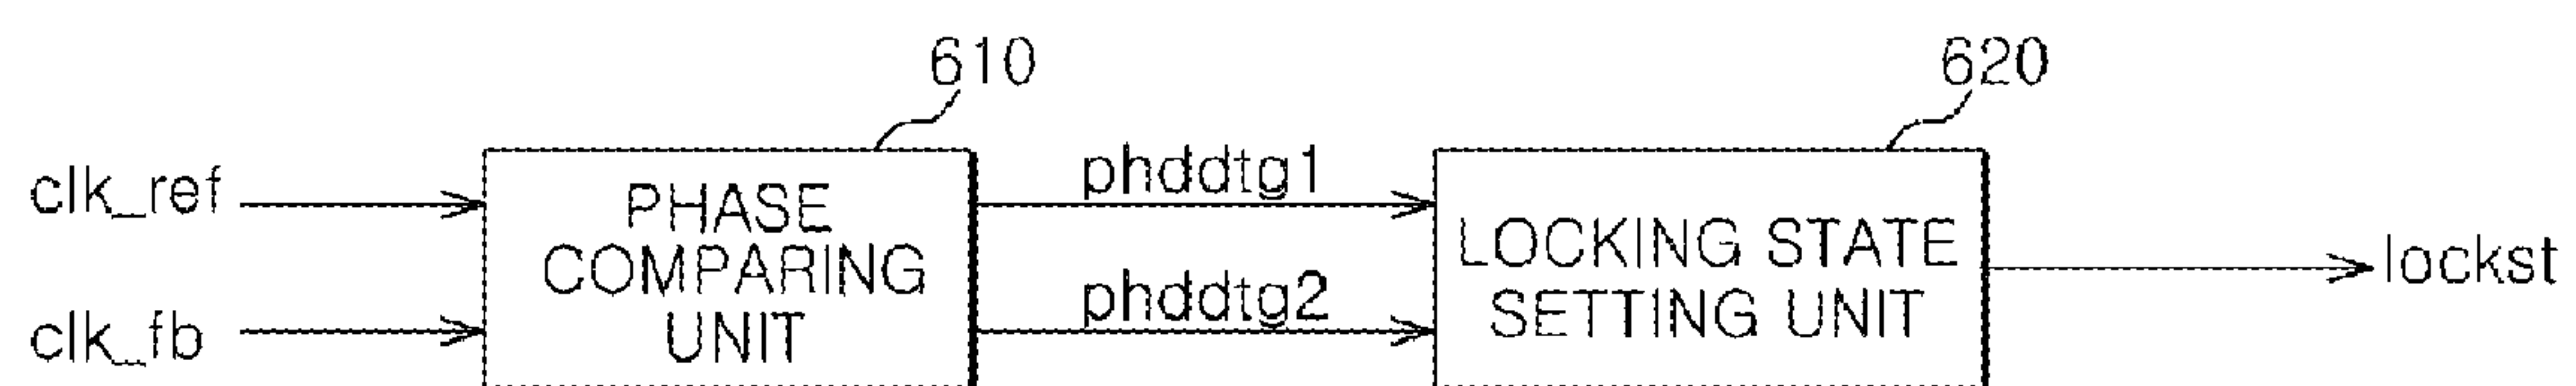 610
620
clk_ref
PHASE
COMPARING
UNIT
clk_fb
phddtg1
phddtg2
LOCKING STATE
SETTING UNIT
lockst